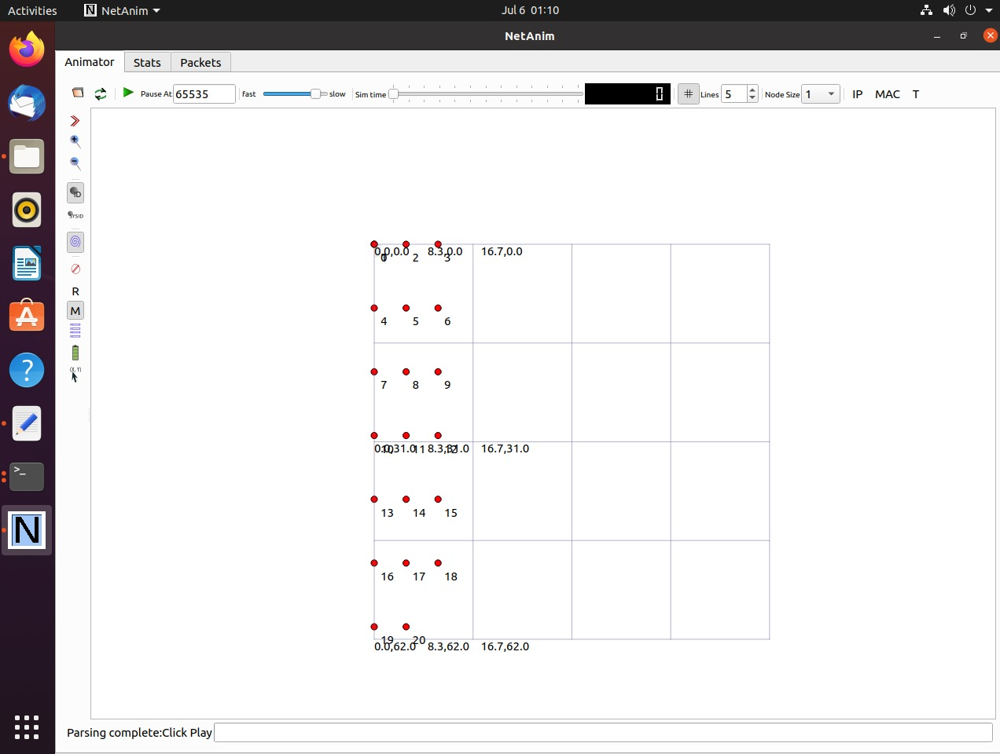 Activities NetAnim Jul 6 01:10
NetAnim
Animator Stats Packets
Pause At 65535 fast slow Sim time 0 # Lines 5 Node Size 1 IP MAC T
ID
SYSID
R
M
(X, Y)
0.0,0.0 8.3,0.0 16.7,0.0
0 1 2 3
4 5 6
7 8 9
0.0,31.0 8.3,31.0 16.7,31.0
10 11 12
13 14 15
16 17 18
19 20
0.0,62.0 8.3,62.0 16.7,62.0
Parsing complete:Click Play